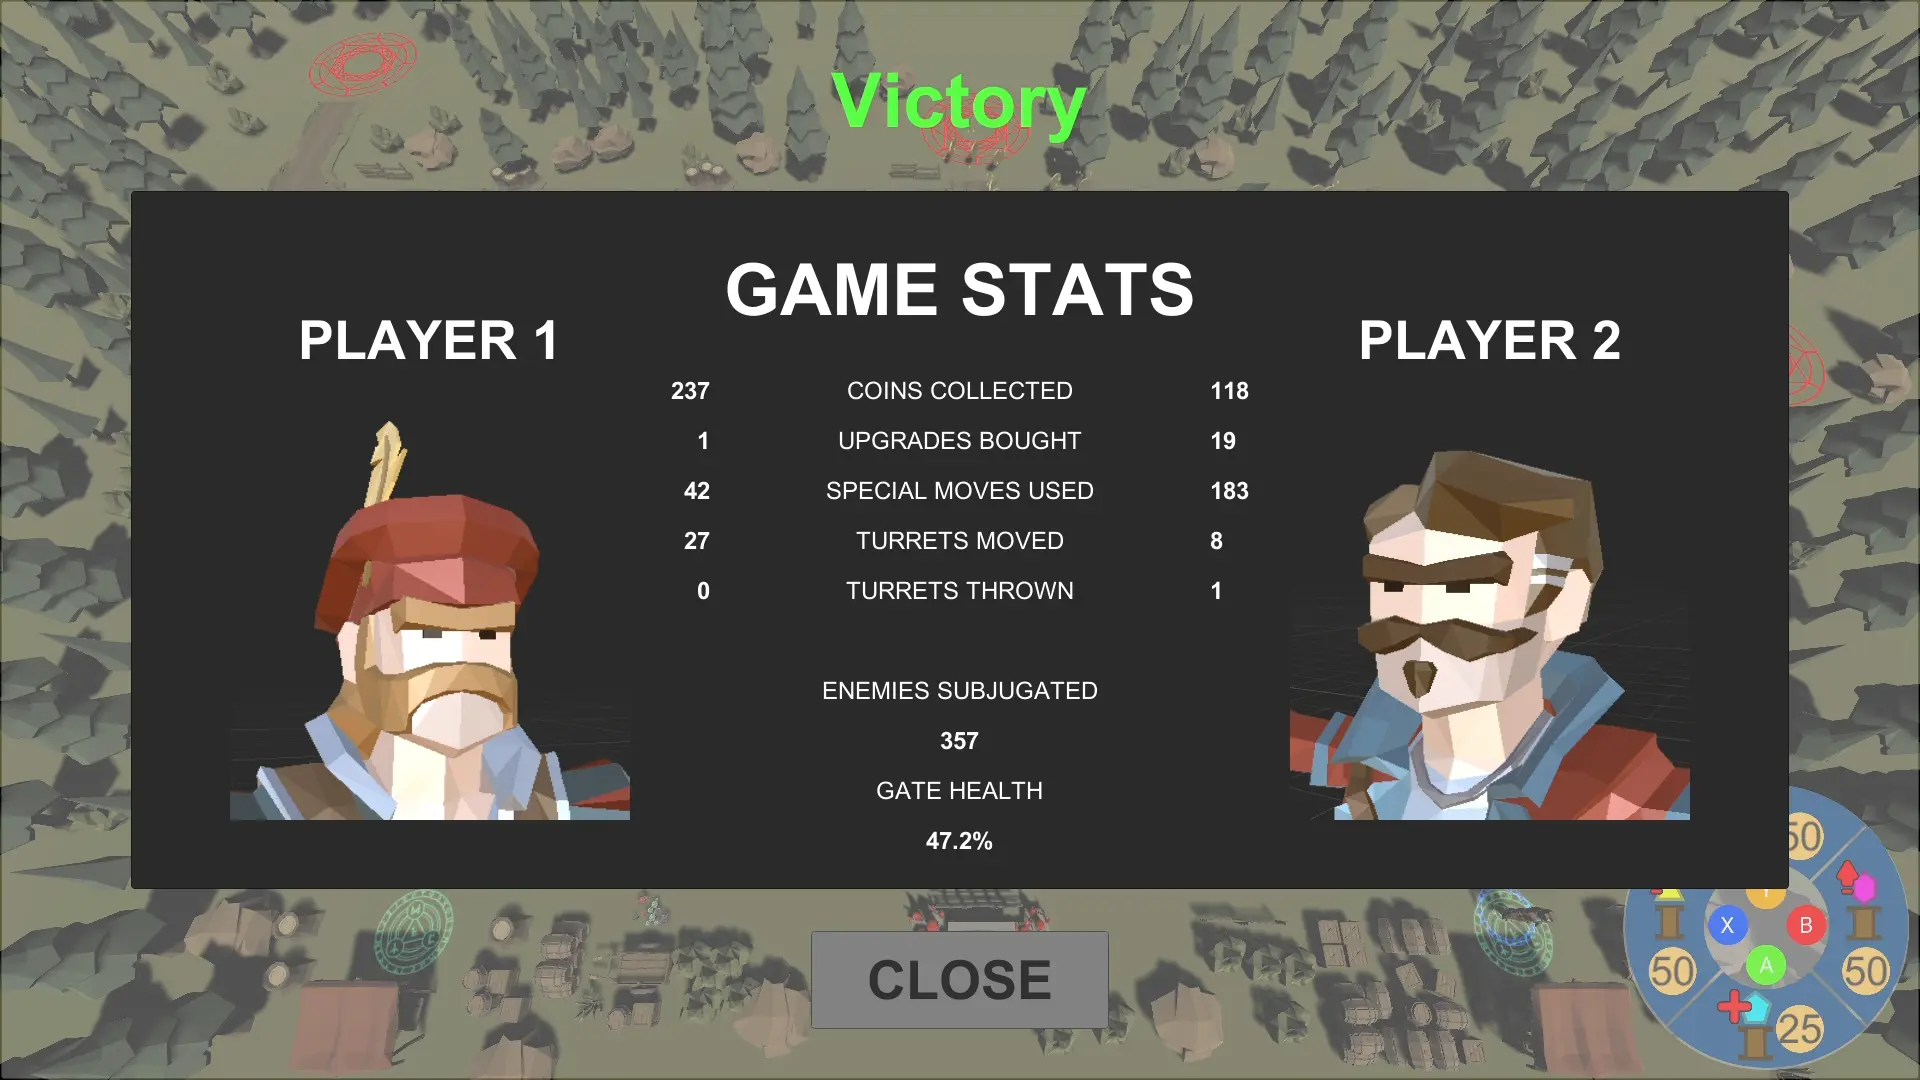 Victory
GAME STATS
PLAYER 1
PLAYER 2
237 COINS COLLECTED 118
1 UPGRADES BOUGHT 19
42 SPECIAL MOVES USED 183
27 TURRETS MOVED 8
0 TURRETS THROWN 1
ENEMIES SUBJUGATED
357
GATE HEALTH
47.2%
CLOSE
50
Y
X B
A
50 50
25